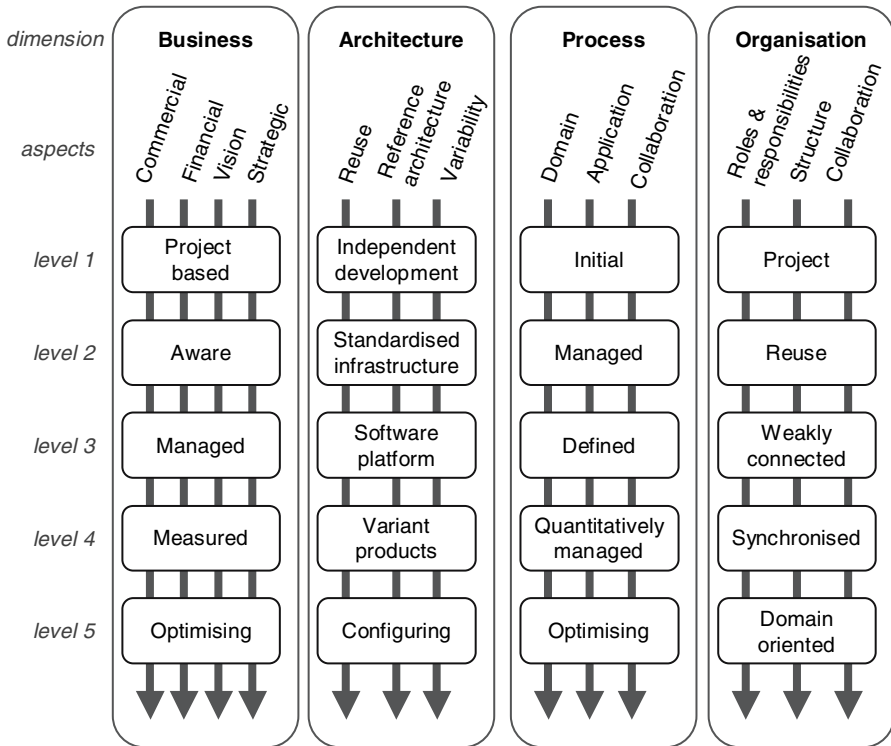 dimension
Business
Architecture
Process
Organisation
aspects
Commercial
Financial
Vision
Strategic
Reuse
Reference
architecture
Variability
Domain
Application
Collaboration
Roles &
responsibilities
Structure
Collaboration
level 1
Project
based
Independent
development
Initial
Project
level 2
Aware
Standardised
infrastructure
Managed
Reuse
level 3
Managed
Software
platform
Defined
Weakly
connected
level 4
Measured
Variant
products
Quantitatively
managed
Synchronised
level 5
Optimising
Configuring
Optimising
Domain
oriented